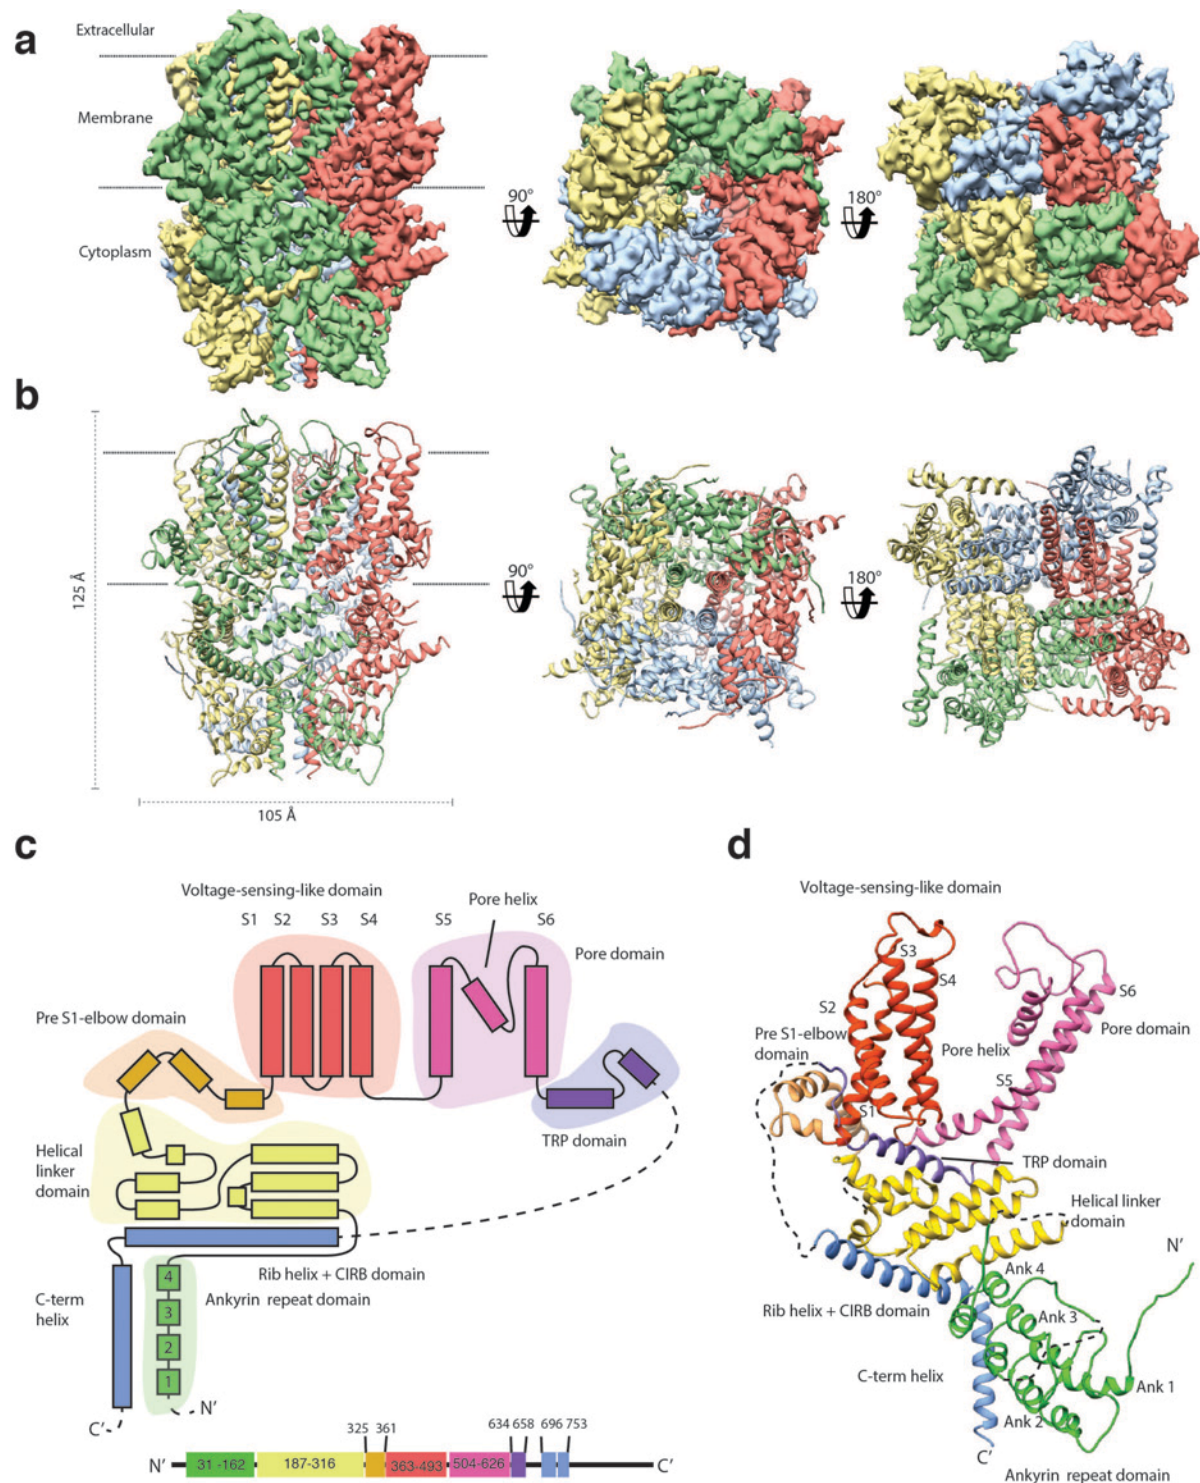 a
Extracellular
Membrane
Cytoplasm
90°
180°
b
125 Å
90°
180°
105 Å
c
Voltage-sensing-like domain
S1 S2 S3 S4
Pore helix
S5 S6
Pore domain
Pre S1-elbow domain
TRP domain
Helical
linker
domain
Rib helix + CIRB domain
Ankyrin repeat domain
C-term
helix
4
3
2
1
N'
C'
325 361
634 658 696 753
N' 31 -162 187-316 363-493 504-626 C'
d
Voltage-sensing-like domain
S3
S4
S2
S6
Pore domain
Pre S1-elbow
domain
Pore helix
S5
S1
TRP domain
Helical linker
domain
N'
Ank 4
Rib helix + CIRB domain
Ank 3
C-term helix
Ank 1
Ank 2
C'
Ankyrin repeat domain